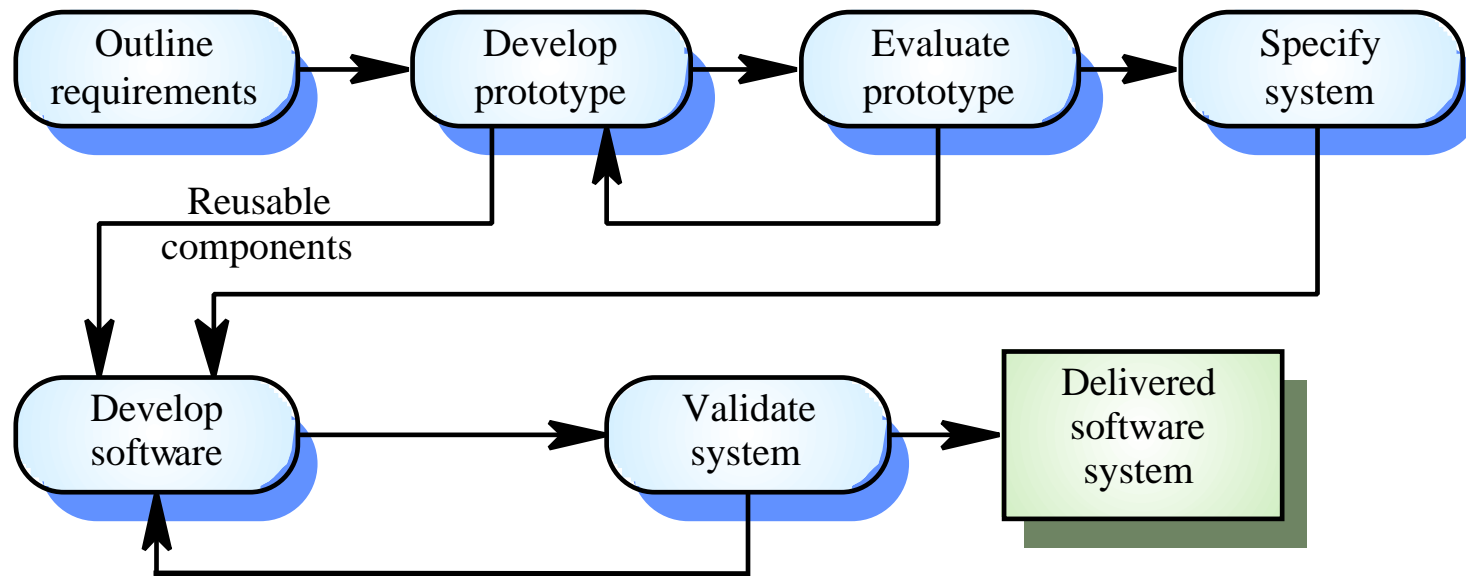 Outline
requirements
Develop
prototype
Evaluate
prototype
Specify
system
Reusable
components
Develop
software
Validate
system
Delivered
software
system